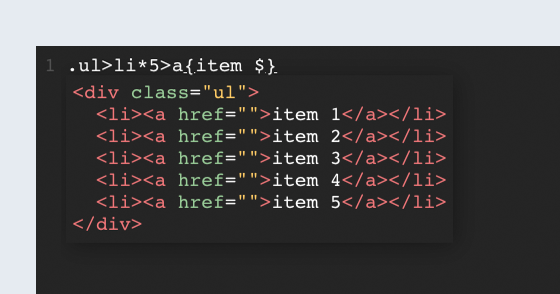 1 .ul>li*5>a{item $}
<div class="ul">
<li><a href="">item 1</a></li>
<li><a href="">item 2</a></li>
<li><a href="">item 3</a></li>
<li><a href="">item 4</a></li>
<li><a href="">item 5</a></li>
</div>